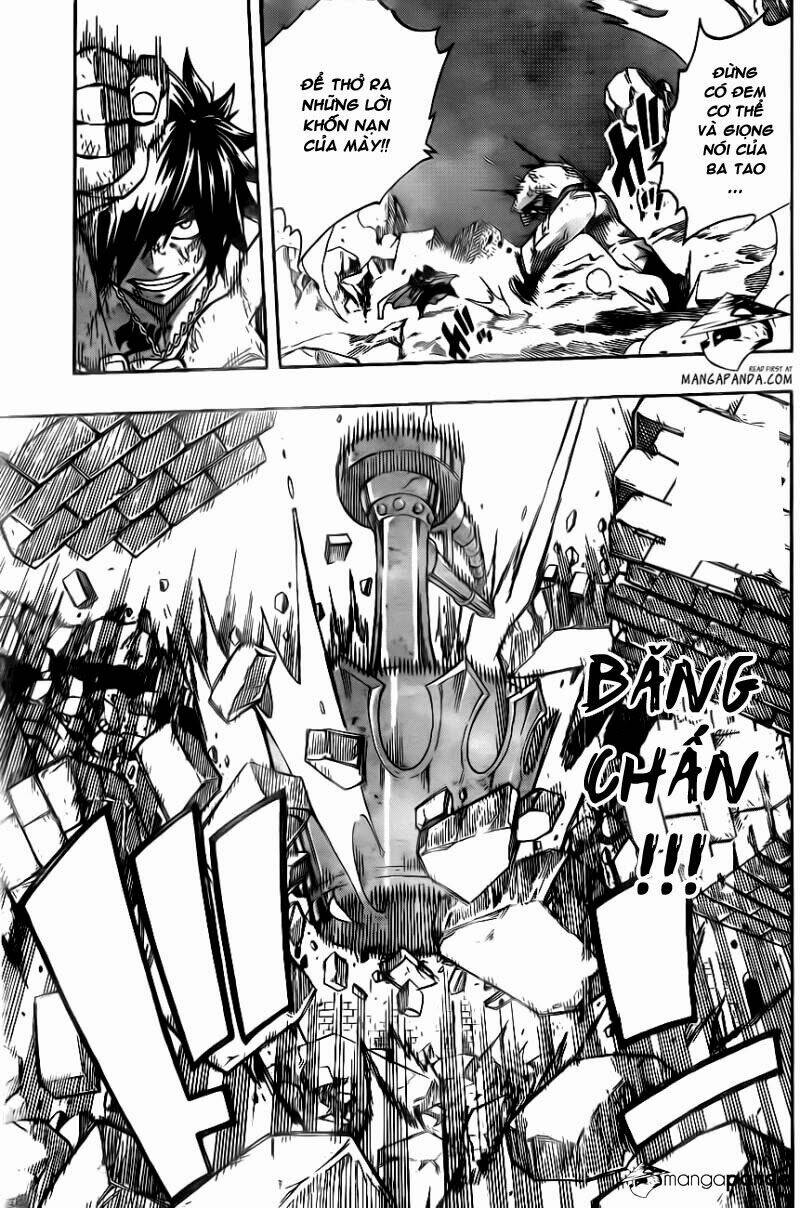 ĐỪNG
CÓ ĐEM
CƠ THỂ
VÀ GIỌNG
NÓI CỦA
BA TAO
...
ĐỂ THỞ RA
NHỮNG LỜI
KHỐN NẠN
CỦA MÀY!!
READ FIRST AT
MANGAPANDA.COM
BĂNG
CHẤN
!!!
mangapanda